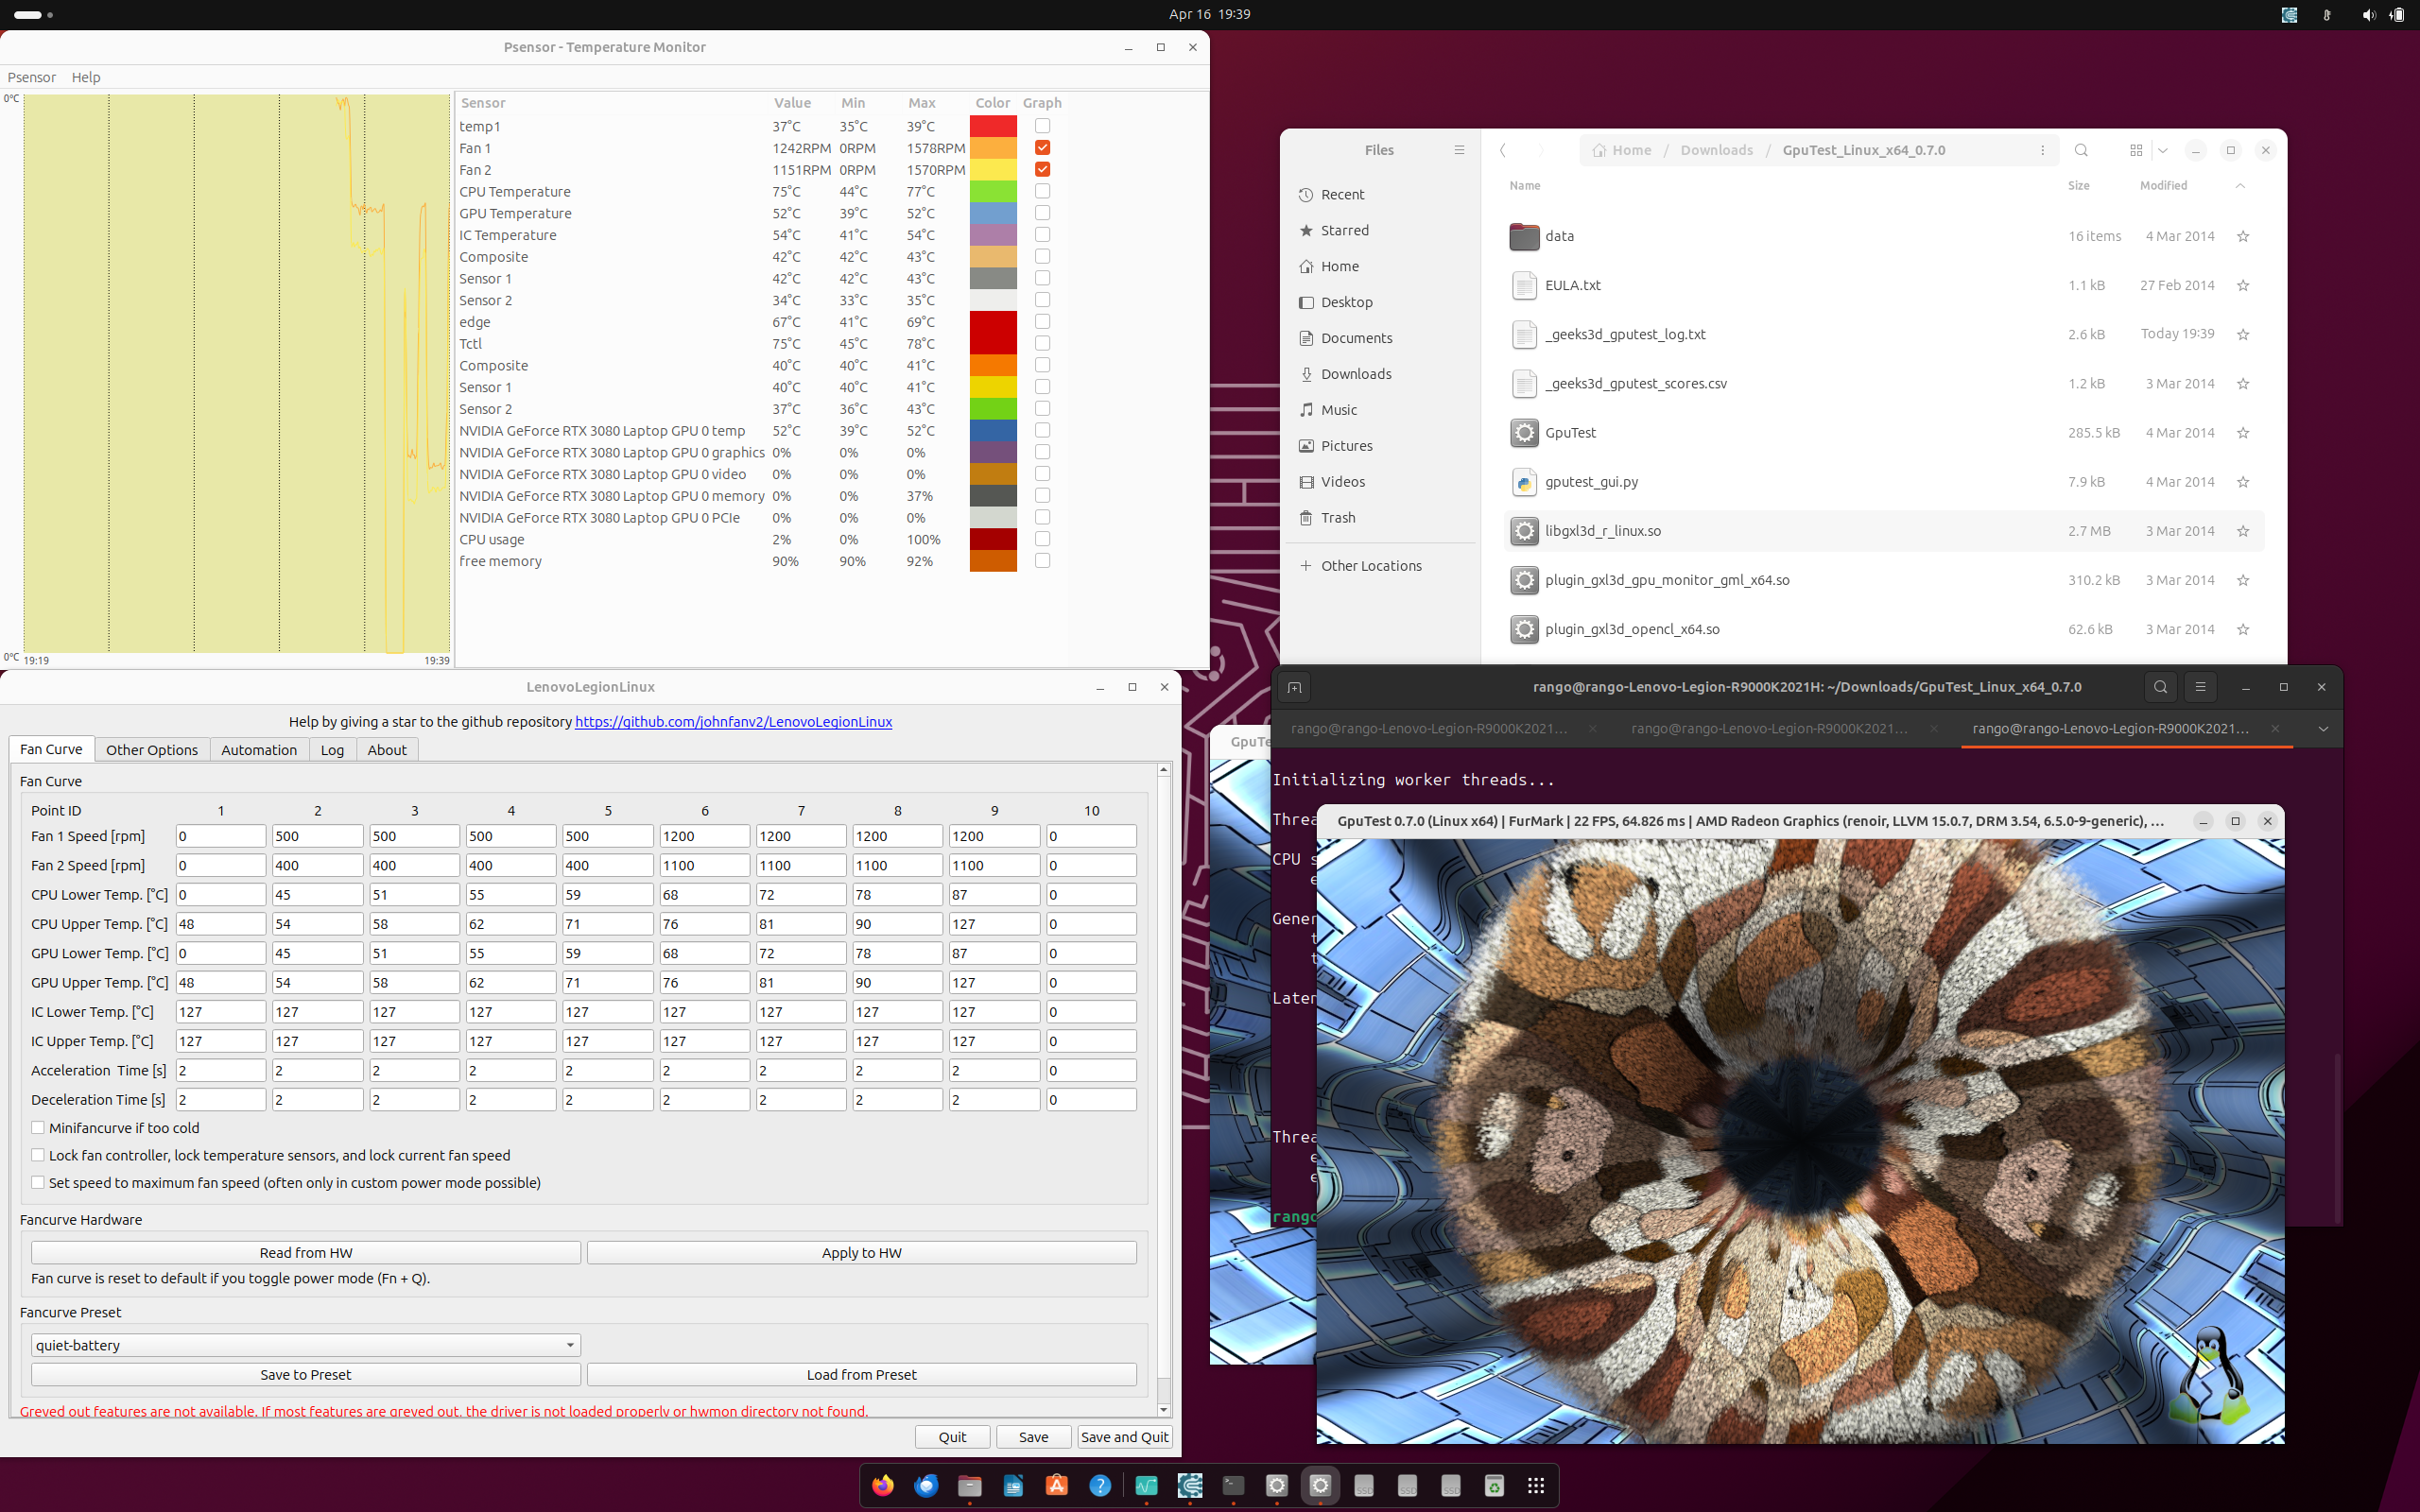 Apr 16 19:39
Psensor - Temperature Monitor
Psensor Help
0°C
0°C
19:19 19:39
Sensor Value Min Max Color Graph
temp1 37°C 35°C 39°C
Fan 1 1242RPM 0RPM 1578RPM
Fan 2 1151RPM 0RPM 1570RPM
CPU Temperature 75°C 44°C 77°C
GPU Temperature 52°C 39°C 52°C
IC Temperature 54°C 41°C 54°C
Composite 42°C 42°C 43°C
Sensor 1 42°C 42°C 43°C
Sensor 2 34°C 33°C 35°C
edge 67°C 41°C 69°C
Tctl 75°C 45°C 78°C
Composite 40°C 40°C 41°C
Sensor 1 40°C 40°C 41°C
Sensor 2 37°C 36°C 43°C
NVIDIA GeForce RTX 3080 Laptop GPU 0 temp 52°C 39°C 52°C
NVIDIA GeForce RTX 3080 Laptop GPU 0 graphics 0% 0% 0%
NVIDIA GeForce RTX 3080 Laptop GPU 0 video 0% 0% 0%
NVIDIA GeForce RTX 3080 Laptop GPU 0 memory 0% 0% 37%
NVIDIA GeForce RTX 3080 Laptop GPU 0 PCIe 0% 0% 0%
CPU usage 2% 0% 100%
free memory 90% 90% 92%
Files
Recent
Starred
Home
Desktop
Documents
Downloads
Music
Pictures
Videos
Trash
Other Locations
Home / Downloads / GpuTest_Linux_x64_0.7.0
Name Size Modified
data 16 items 4 Mar 2014
EULA.txt 1.1 kB 27 Feb 2014
_geeks3d_gputest_log.txt 2.6 kB Today 19:39
_geeks3d_gputest_scores.csv 1.2 kB 3 Mar 2014
GpuTest 285.5 kB 4 Mar 2014
gputest_gui.py 7.9 kB 4 Mar 2014
libgxl3d_r_linux.so 2.7 MB 3 Mar 2014
plugin_gxl3d_gpu_monitor_gml_x64.so 310.2 kB 3 Mar 2014
plugin_gxl3d_opencl_x64.so 62.6 kB 3 Mar 2014
LenovoLegionLinux
Help by giving a star to the github repository https://github.com/johnfanv2/LenovoLegionLinux
Fan Curve Other Options Automation Log About
Fan Curve
Point ID 1 2 3 4 5 6 7 8 9 10
Fan 1 Speed [rpm] 0 500 500 500 500 1200 1200 1200 1200 0
Fan 2 Speed [rpm] 0 400 400 400 400 1100 1100 1100 1100 0
CPU Lower Temp. [°C] 0 45 51 55 59 68 72 78 87 0
CPU Upper Temp. [°C] 48 54 58 62 71 76 81 90 127 0
GPU Lower Temp. [°C] 0 45 51 55 59 68 72 78 87 0
GPU Upper Temp. [°C] 48 54 58 62 71 76 81 90 127 0
IC Lower Temp. [°C] 127 127 127 127 127 127 127 127 127 0
IC Upper Temp. [°C] 127 127 127 127 127 127 127 127 127 0
Acceleration Time [s] 2 2 2 2 2 2 2 2 2 0
Deceleration Time [s] 2 2 2 2 2 2 2 2 2 0
Minifancurve if too cold
Lock fan controller, lock temperature sensors, and lock current fan speed
Set speed to maximum fan speed (often only in custom power mode possible)
Fancurve Hardware
Read from HW Apply to HW
Fan curve is reset to default if you toggle power mode (Fn + Q).
Fancurve Preset
quiet-battery
Save to Preset Load from Preset
Greyed out features are not available. If most features are greyed out, the driver is not loaded properly or hwmon directory not found.
Quit Save Save and Quit
GpuTe
rango@rango-Lenovo-Legion-R9000K2021H: ~/Downloads/GpuTest_Linux_x64_0.7.0
rango@rango-Lenovo-Legion-R9000K2021... rango@rango-Lenovo-Legion-R9000K2021... rango@rango-Lenovo-Legion-R9000K2021...
Initializing worker threads...
Threa
CPU s
e
Gener
t
t
Laten
Threa
e
e
rango
GpuTest 0.7.0 (Linux x64) | FurMark | 22 FPS, 64.826 ms | AMD Radeon Graphics (renoir, LLVM 15.0.7, DRM 3.54, 6.5.0-9-generic), ...
SSD SSD SSD